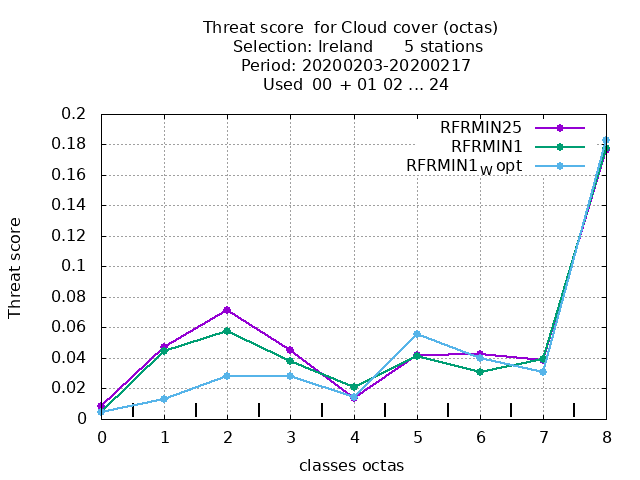 Threat score for Cloud cover (octas)
Selection: Ireland 5 stations
Period: 20200203-20200217
Used 00 + 01 02 ... 24
RFRMIN25
RFRMIN1
RFRMIN1w opt
Threat score
0.2
0.18
0.16
0.14
0.12
0.1
0.08
0.06
0.04
0.02
0
0 1 2 3 4 5 6 7 8
classes octas